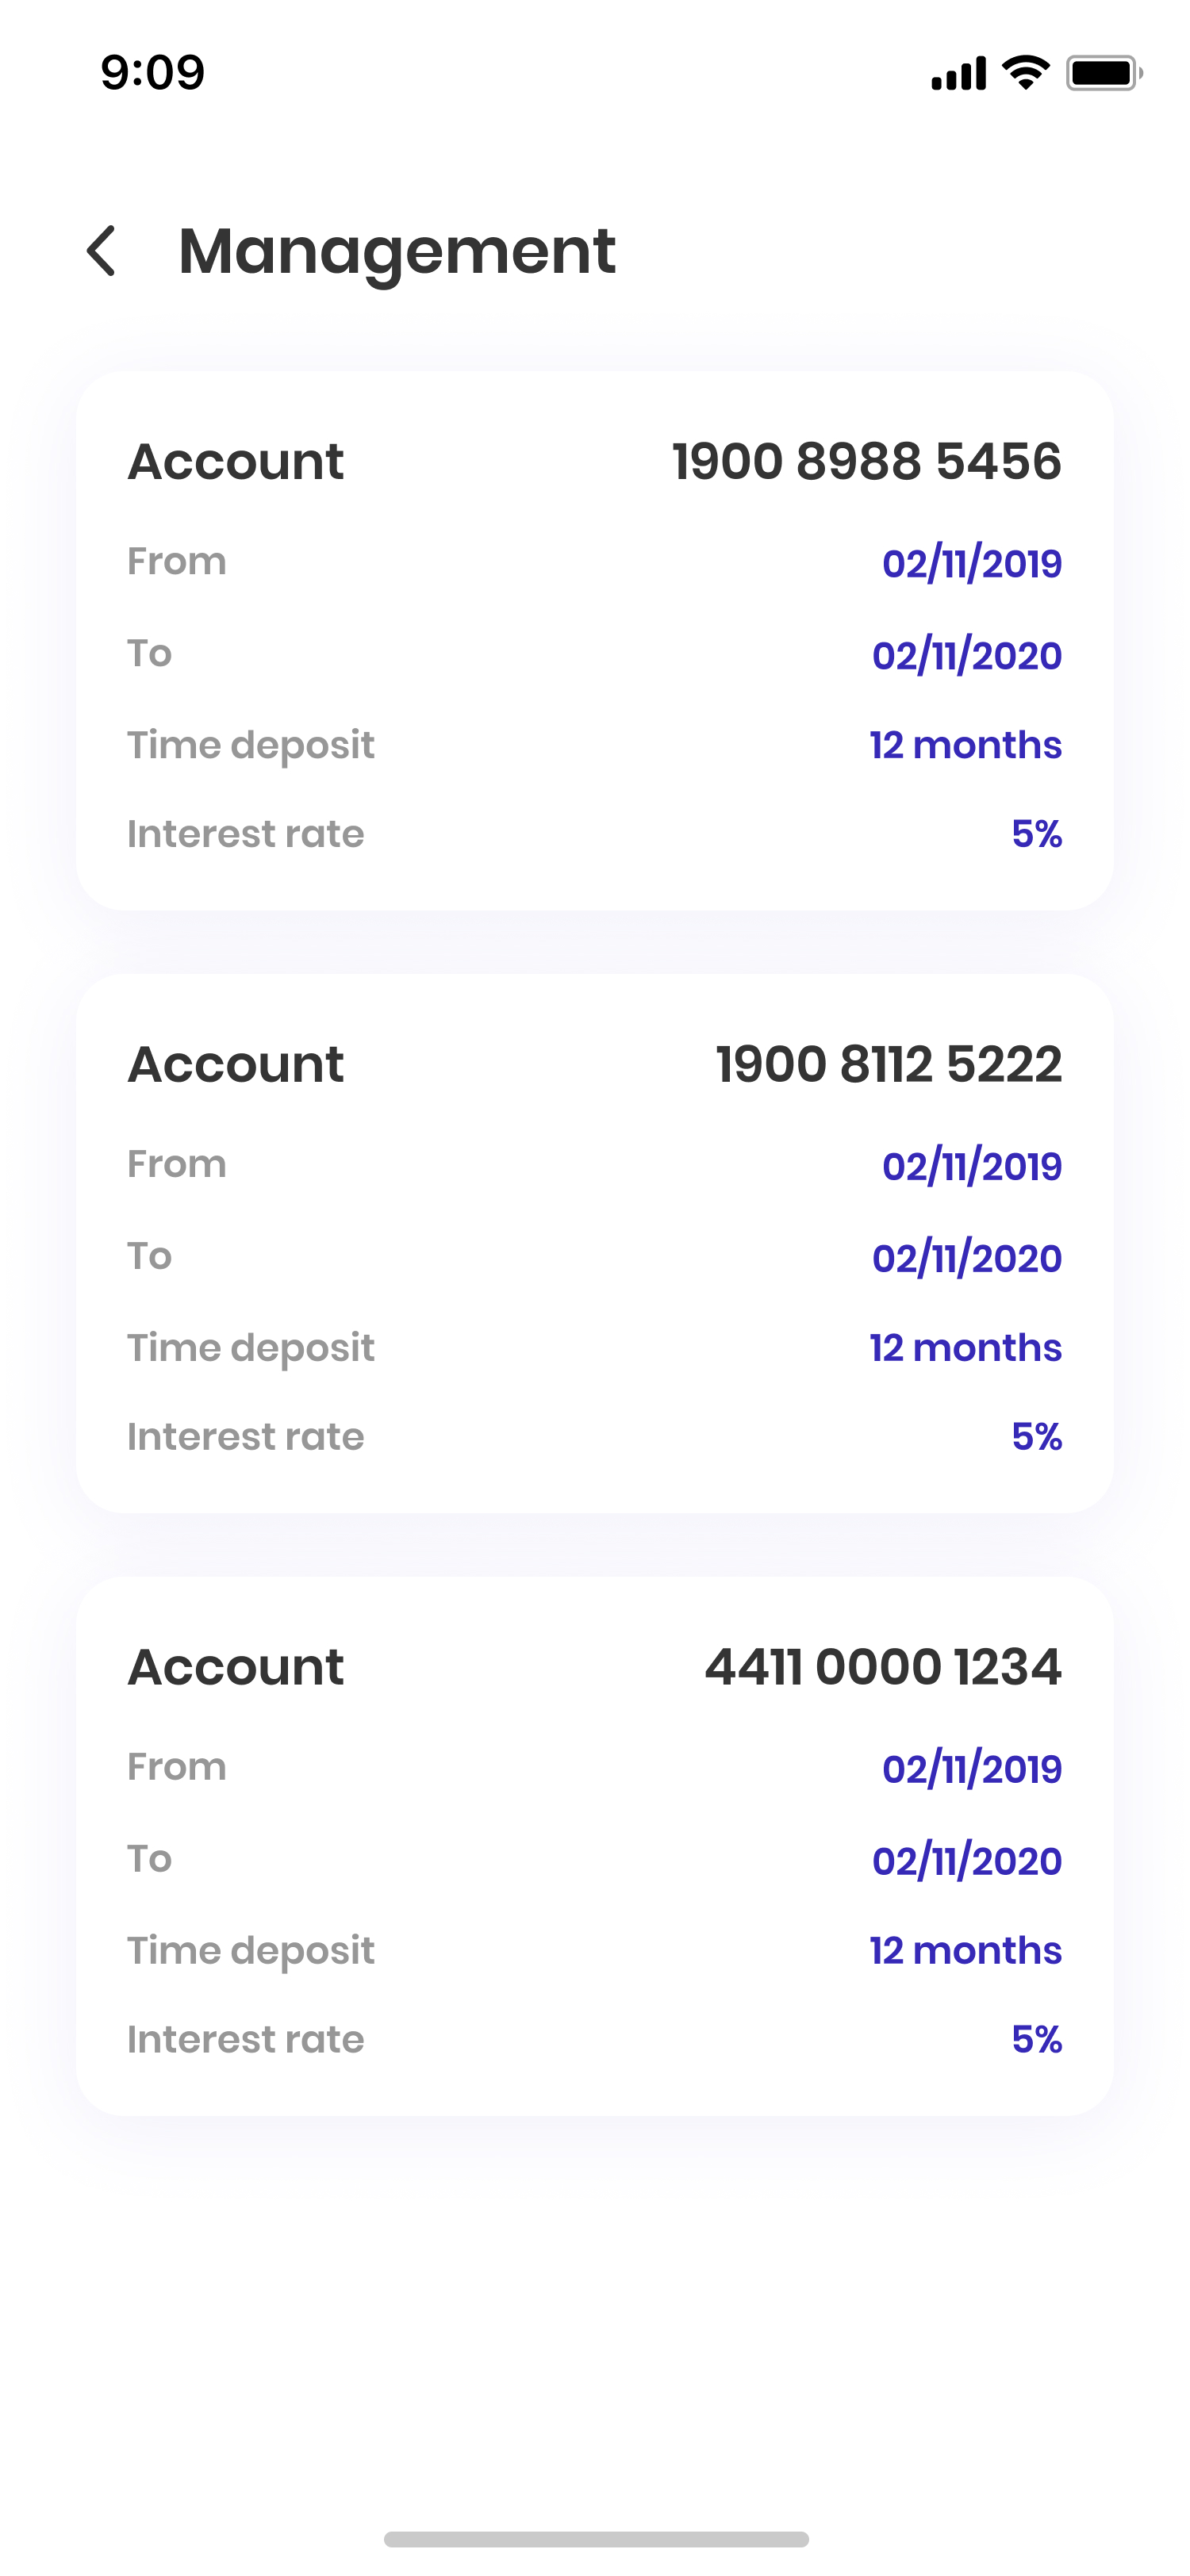 9:09
Management
Account 1900 8988 5456
From 02/11/2019
To 02/11/2020
Time deposit 12 months
Interest rate 5%
Account 1900 8112 5222
From 02/11/2019
To 02/11/2020
Time deposit 12 months
Interest rate 5%
Account 4411 0000 1234
From 02/11/2019
To 02/11/2020
Time deposit 12 months
Interest rate 5%